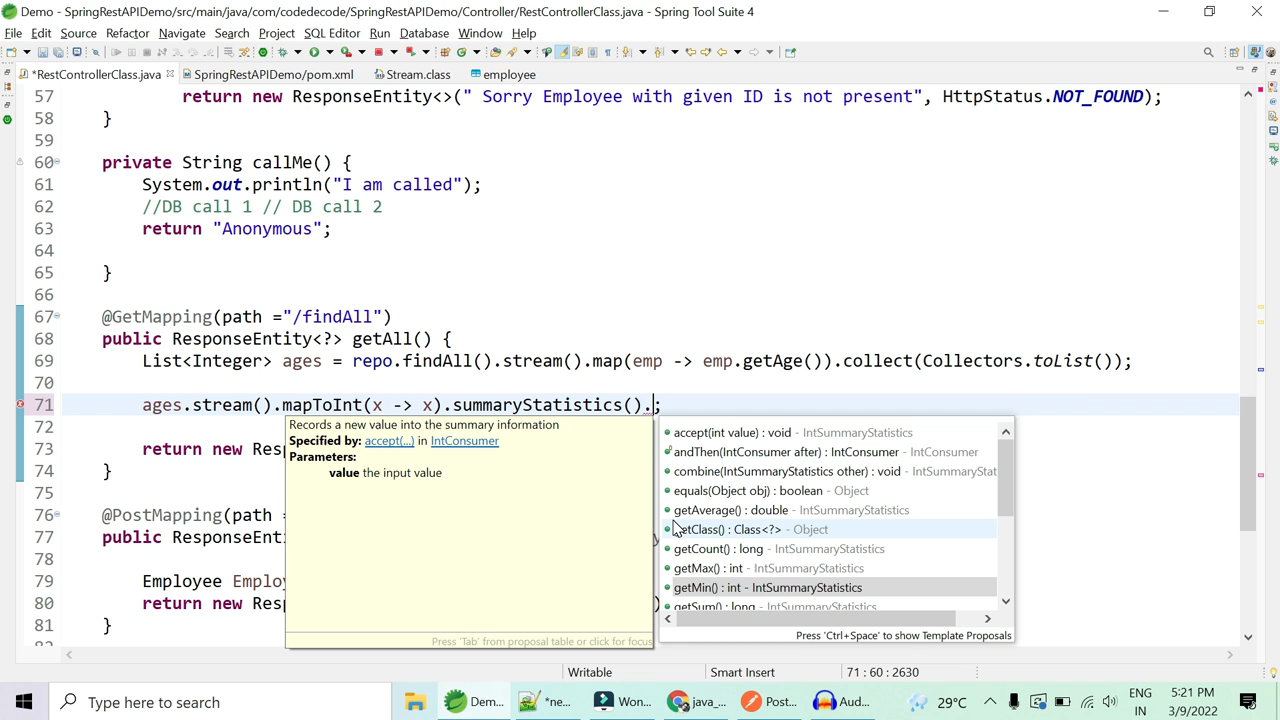 Demo - SpringRestAPIDemo/src/main/java/com/codedecode/SpringRestAPIDemo/Controller/RestControllerClass.java - Spring Tool Suite 4
File Edit Source Refactor Navigate Search Project SQL Editor Run Database Window Help
*RestControllerClass.java SpringRestAPIDemo/pom.xml Stream.class employee
57 return new ResponseEntity<>(" Sorry Employee with given ID is not present", HttpStatus.NOT_FOUND);
58 }
59
60 private String callMe() {
61 System.out.println("I am called");
62 //DB call 1 // DB call 2
63 return "Anonymous";
64
65 }
66
67 @GetMapping(path ="/findAll")
68 public ResponseEntity<?> getAll() {
69 List<Integer> ages = repo.findAll().stream().map(emp -> emp.getAge()).collect(Collectors.toList());
70
71 ages.stream().mapToInt(x -> x).summaryStatistics().;
72
73 return new Res
74 }
75
76 @PostMapping(path =
77 public ResponseEnti
78
79 Employee Employ
80 return new Resp
81 }
Records a new value into the summary information
Specified by: accept(...) in IntConsumer
Parameters:
value the input value
Press 'Tab' from proposal table or click for focus
accept(int value) : void - IntSummaryStatistics
andThen(IntConsumer after) : IntConsumer - IntConsumer
combine(IntSummaryStatistics other) : void - IntSummaryStat
equals(Object obj) : boolean - Object
getAverage() : double - IntSummaryStatistics
etClass() : Class<?> - Object
getCount() : long - IntSummaryStatistics
getMax() : int - IntSummaryStatistics
getMin() : int - IntSummaryStatistics
getSum() : long - IntSummaryStatistics
Press 'Ctrl+Space' to show Template Proposals
Writable Smart Insert 71 : 60 : 2630
Type here to search
Dem... *ne... Won... java_... Post... Aud... 29°C
ENG
IN
5:21 PM
3/9/2022